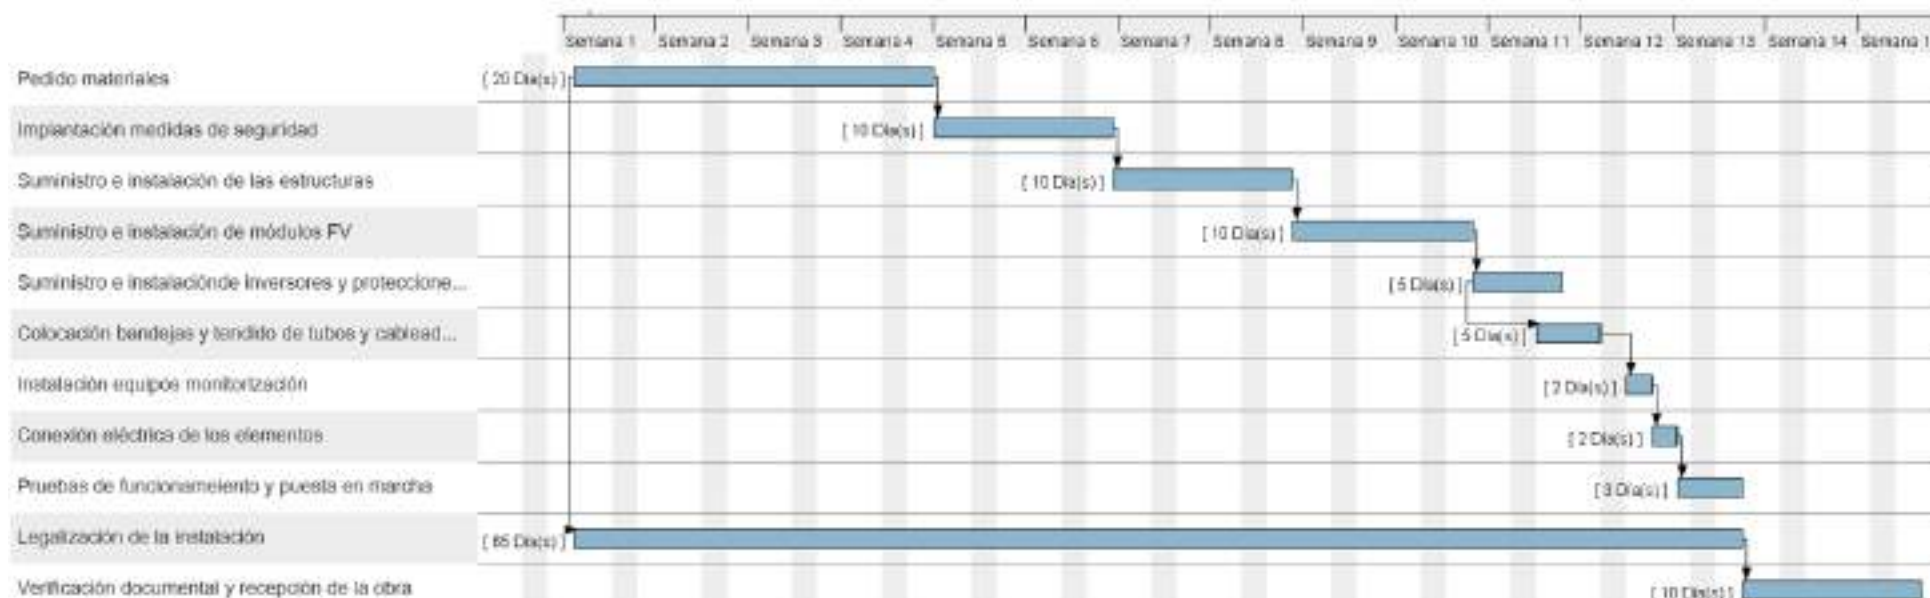 Semana 1 Semana 2 Semana 3 Semana 4 Semana 5 Semana 6 Semana 7 Semana 8 Semana 9 Semana 10 Semana 11 Semana 12 Semana 13 Semana 14 Semana 1
Pedido materiales [ 20 Día(s) ]
Implantación medidas de seguridad [ 10 Día(s) ]
Suministro e instalación de las estructuras [ 10 Día(s) ]
Suministro e instalación de módulos FV [ 10 Día(s) ]
Suministro e instalaciónde inversores y proteccione... [ 5 Día(s) ]
Colocación bandejas y tendido de tubos y cablead... [ 5 Día(s) ]
Instalación equipos monitorización [ 2 Día(s) ]
Conexión eléctrica de los elementos [ 2 Día(s) ]
Pruebas de funcionameiento y puesta en marcha [ 3 Día(s) ]
Legalización de la instalación [ 65 Día(s) ]
Verificación documental y recepción de la obra [ 10 Día(s) ]